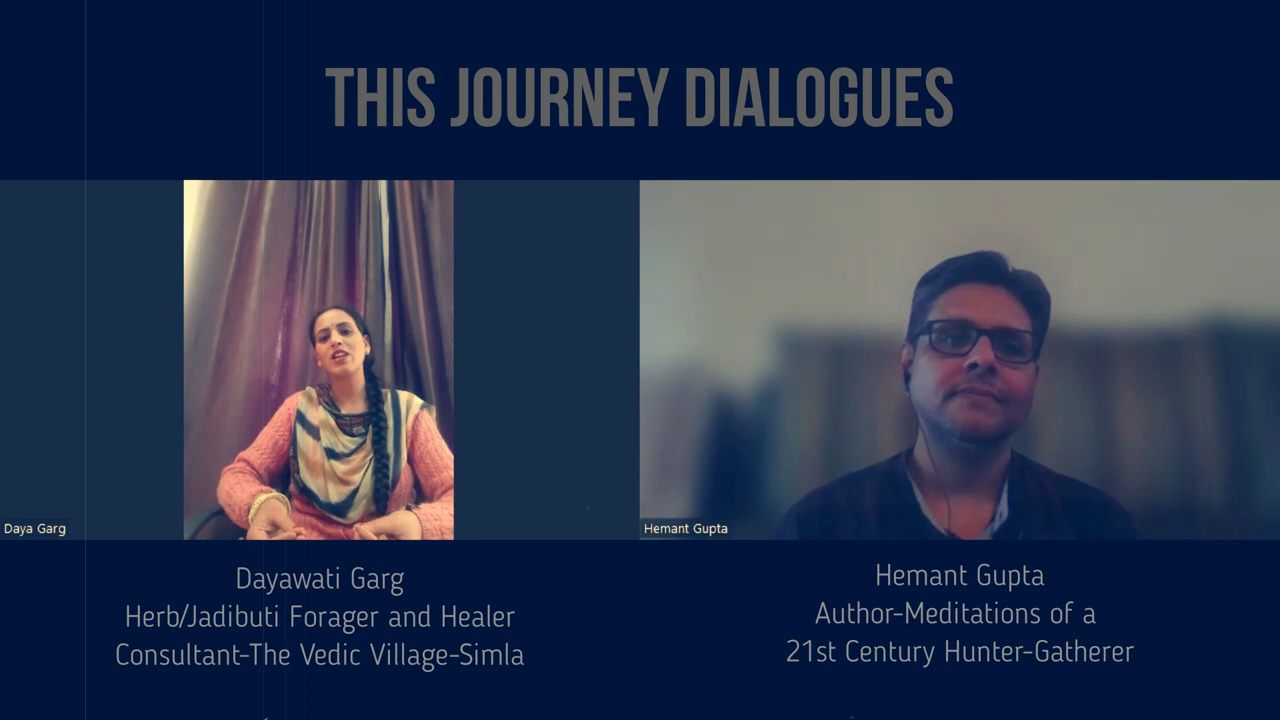 THIS JOURNEY DIALOGUES
Daya Garg
Hemant Gupta
Dayawati Garg
Herb/Jadibuti Forager and Healer
Consultant-The Vedic Village-Simla
Hemant Gupta
Author-Meditations of a
21st Century Hunter-Gatherer